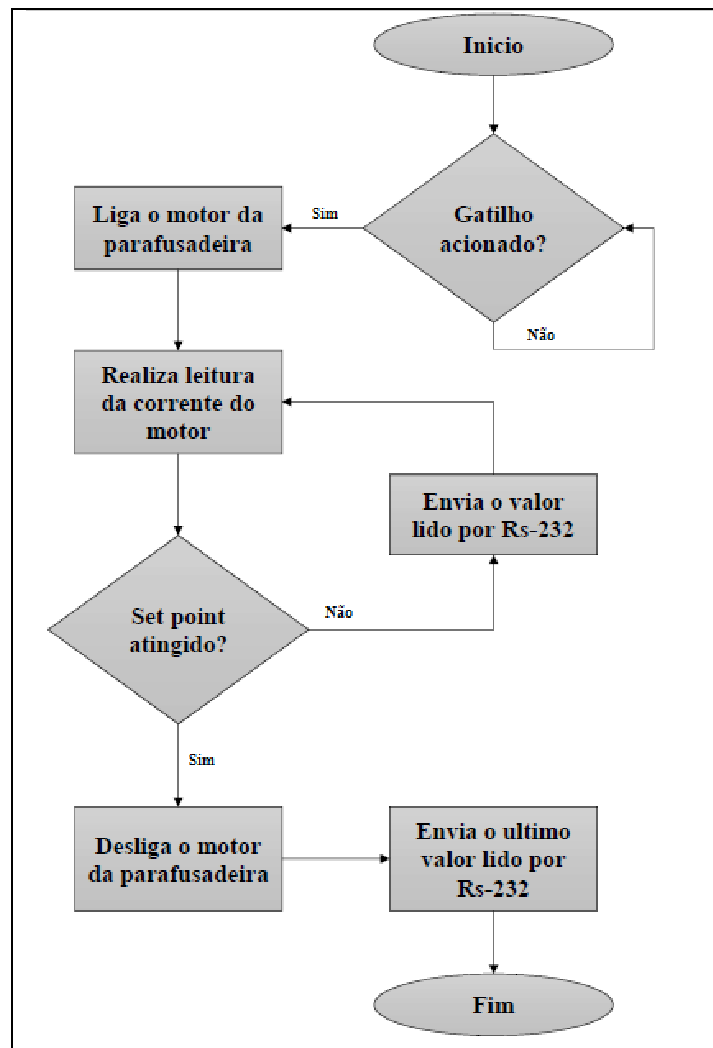 Inicio
Gatilho
acionado?
Sim
Não
Liga o motor da
parafusadeira
Realiza leitura
da corrente do
motor
Envia o valor
lido por Rs-232
Set point
atingido?
Não
Sim
Desliga o motor
da parafusadeira
Envia o ultimo
valor lido por
Rs-232
Fim